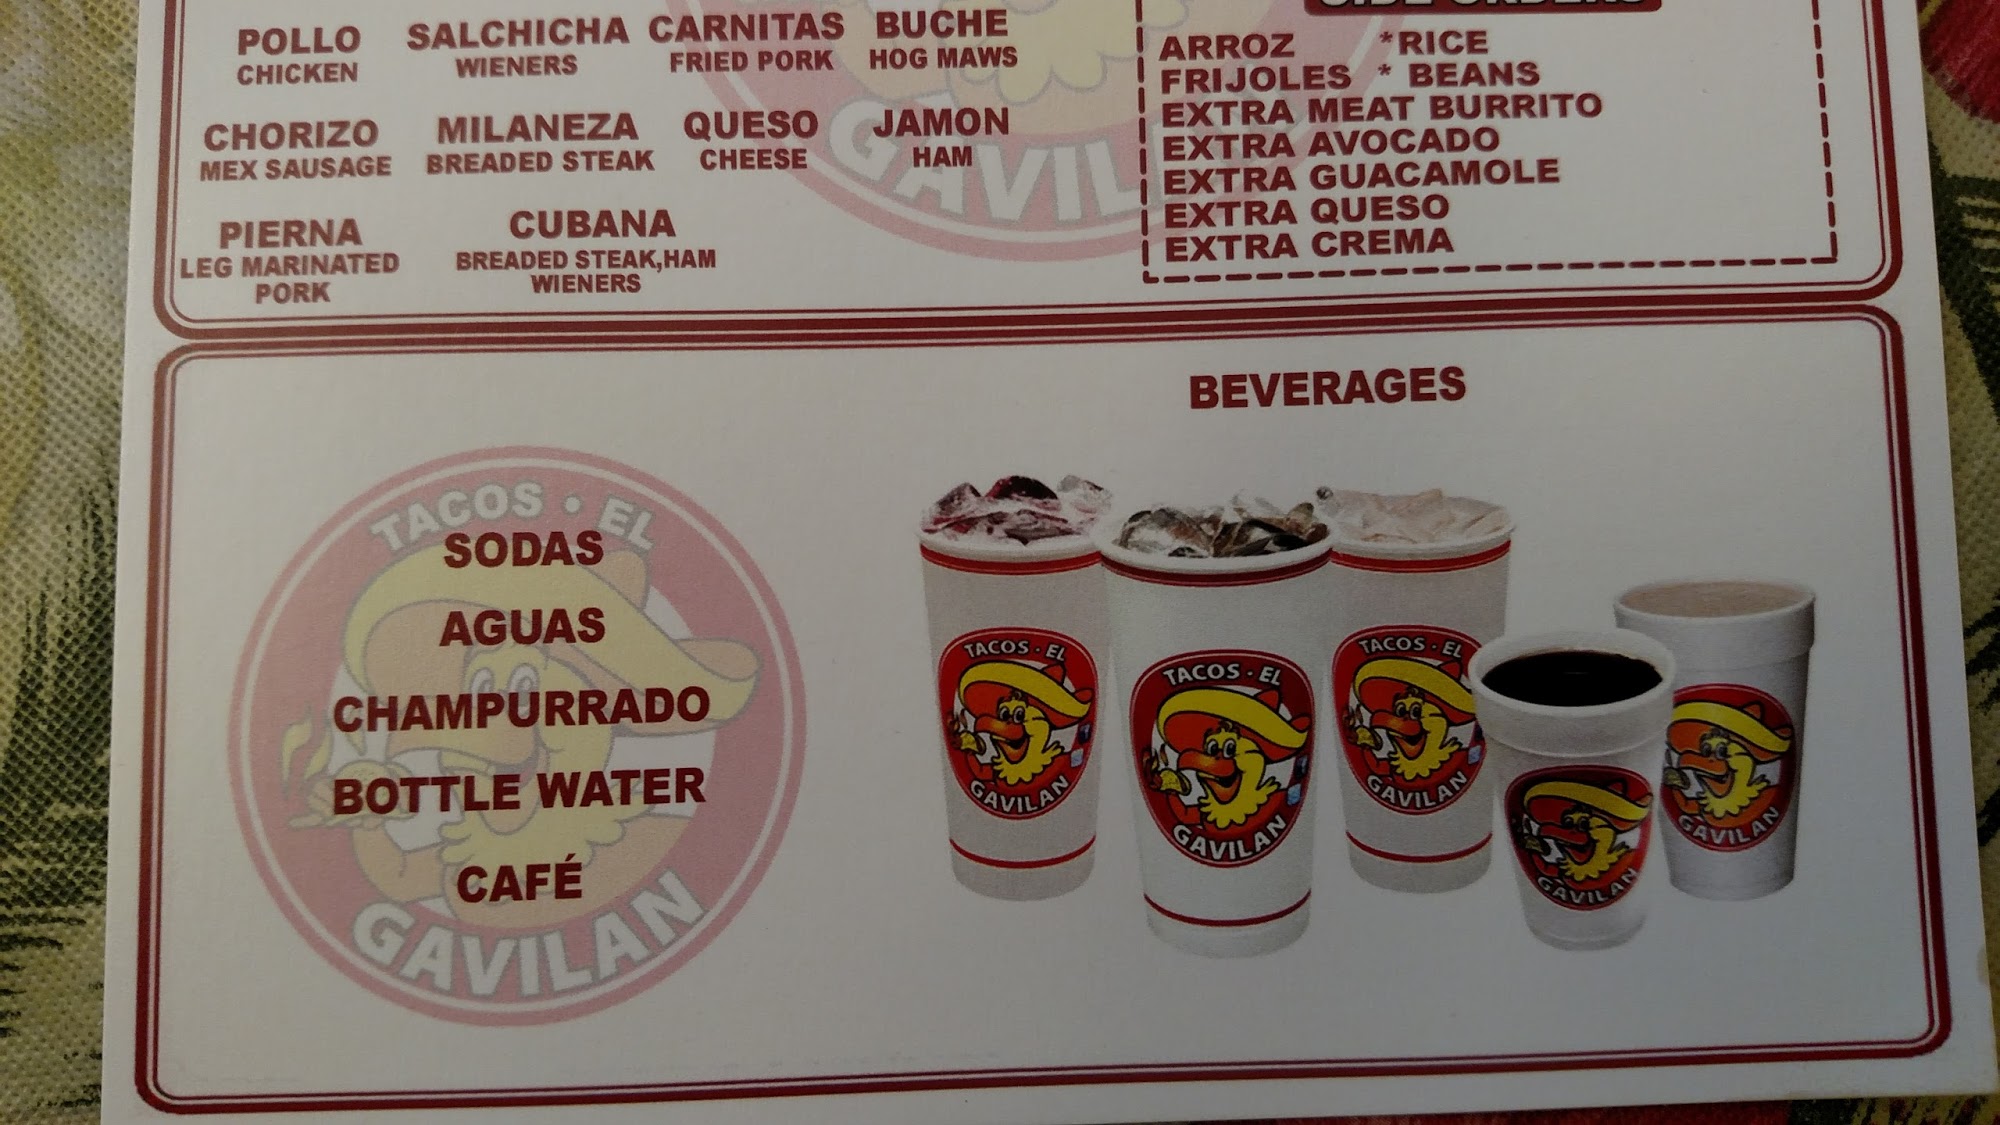 POLLO
CHICKEN
SALCHICHA
WIENERS
CARNITAS
FRIED PORK
BUCHE
HOG MAWS
CHORIZO
MEX SAUSAGE
MILANEZA
BREADED STEAK
QUESO
CHEESE
JAMON
HAM
PIERNA
LEG MARINATED
PORK
CUBANA
BREADED STEAK,HAM
WIENERS
GAVIL
SIDE ORDERS
ARROZ *RICE
FRIJOLES * BEANS
EXTRA MEAT BURRITO
EXTRA AVOCADO
EXTRA GUACAMOLE
EXTRA QUESO
EXTRA CREMA
BEVERAGES
TACOS • EL
GAVILAN
SODAS
AGUAS
CHAMPURRADO
BOTTLE WATER
CAFÉ
TACOS • EL
GAVILAN
TACOS • EL
GAVILAN
TACOS • EL
GAVILAN
GAVILAN
GAVILAN